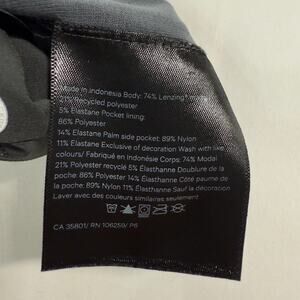 Made in Indonesia Body: 74% Lenzing™ modal
21% Recycled polyester
5% Elastane Pocket lining:
86% Polyester
14% Elastane Palm side pocket: 89% Nylon
11% Elastane Exclusive of decoration Wash with like
colours/ Fabriqué en Indonésie Corps: 74% Modal
21% Polyester recyclé 5% Élasthanne Doublure de la
poche: 86% Polyester 14% Élasthanne Côté paume de
la poche: 89% Nylon 11% Élasthanne Sauf la décoration
Laver avec des couleurs similaires seulement
CA 35801/ RN 106259/ P6